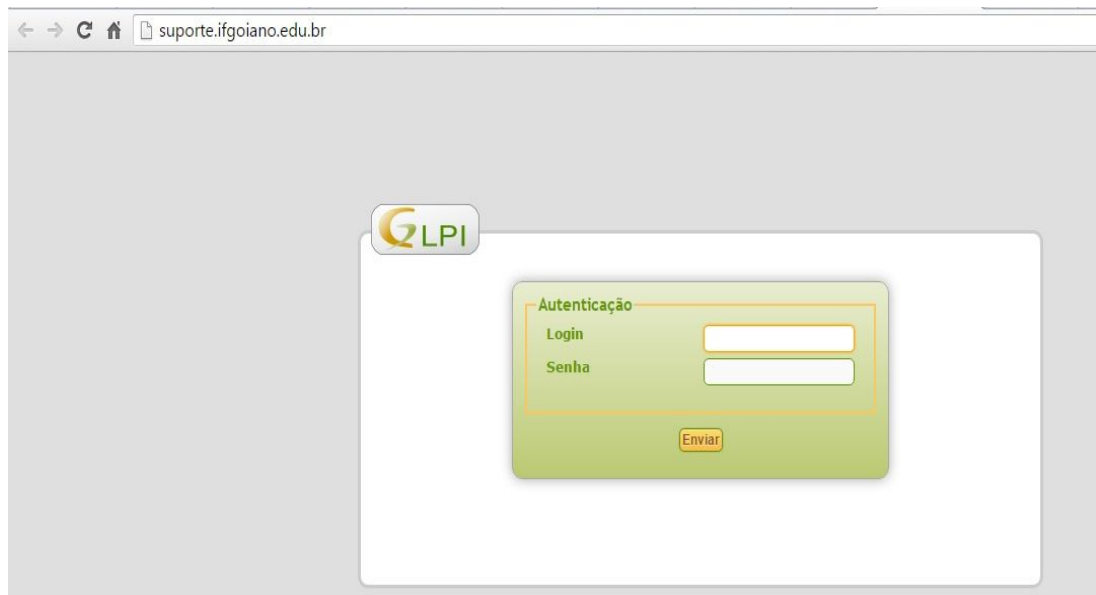 suporte.ifgoiano.edu.br
GLPI
Autenticação
Login
Senha
Enviar